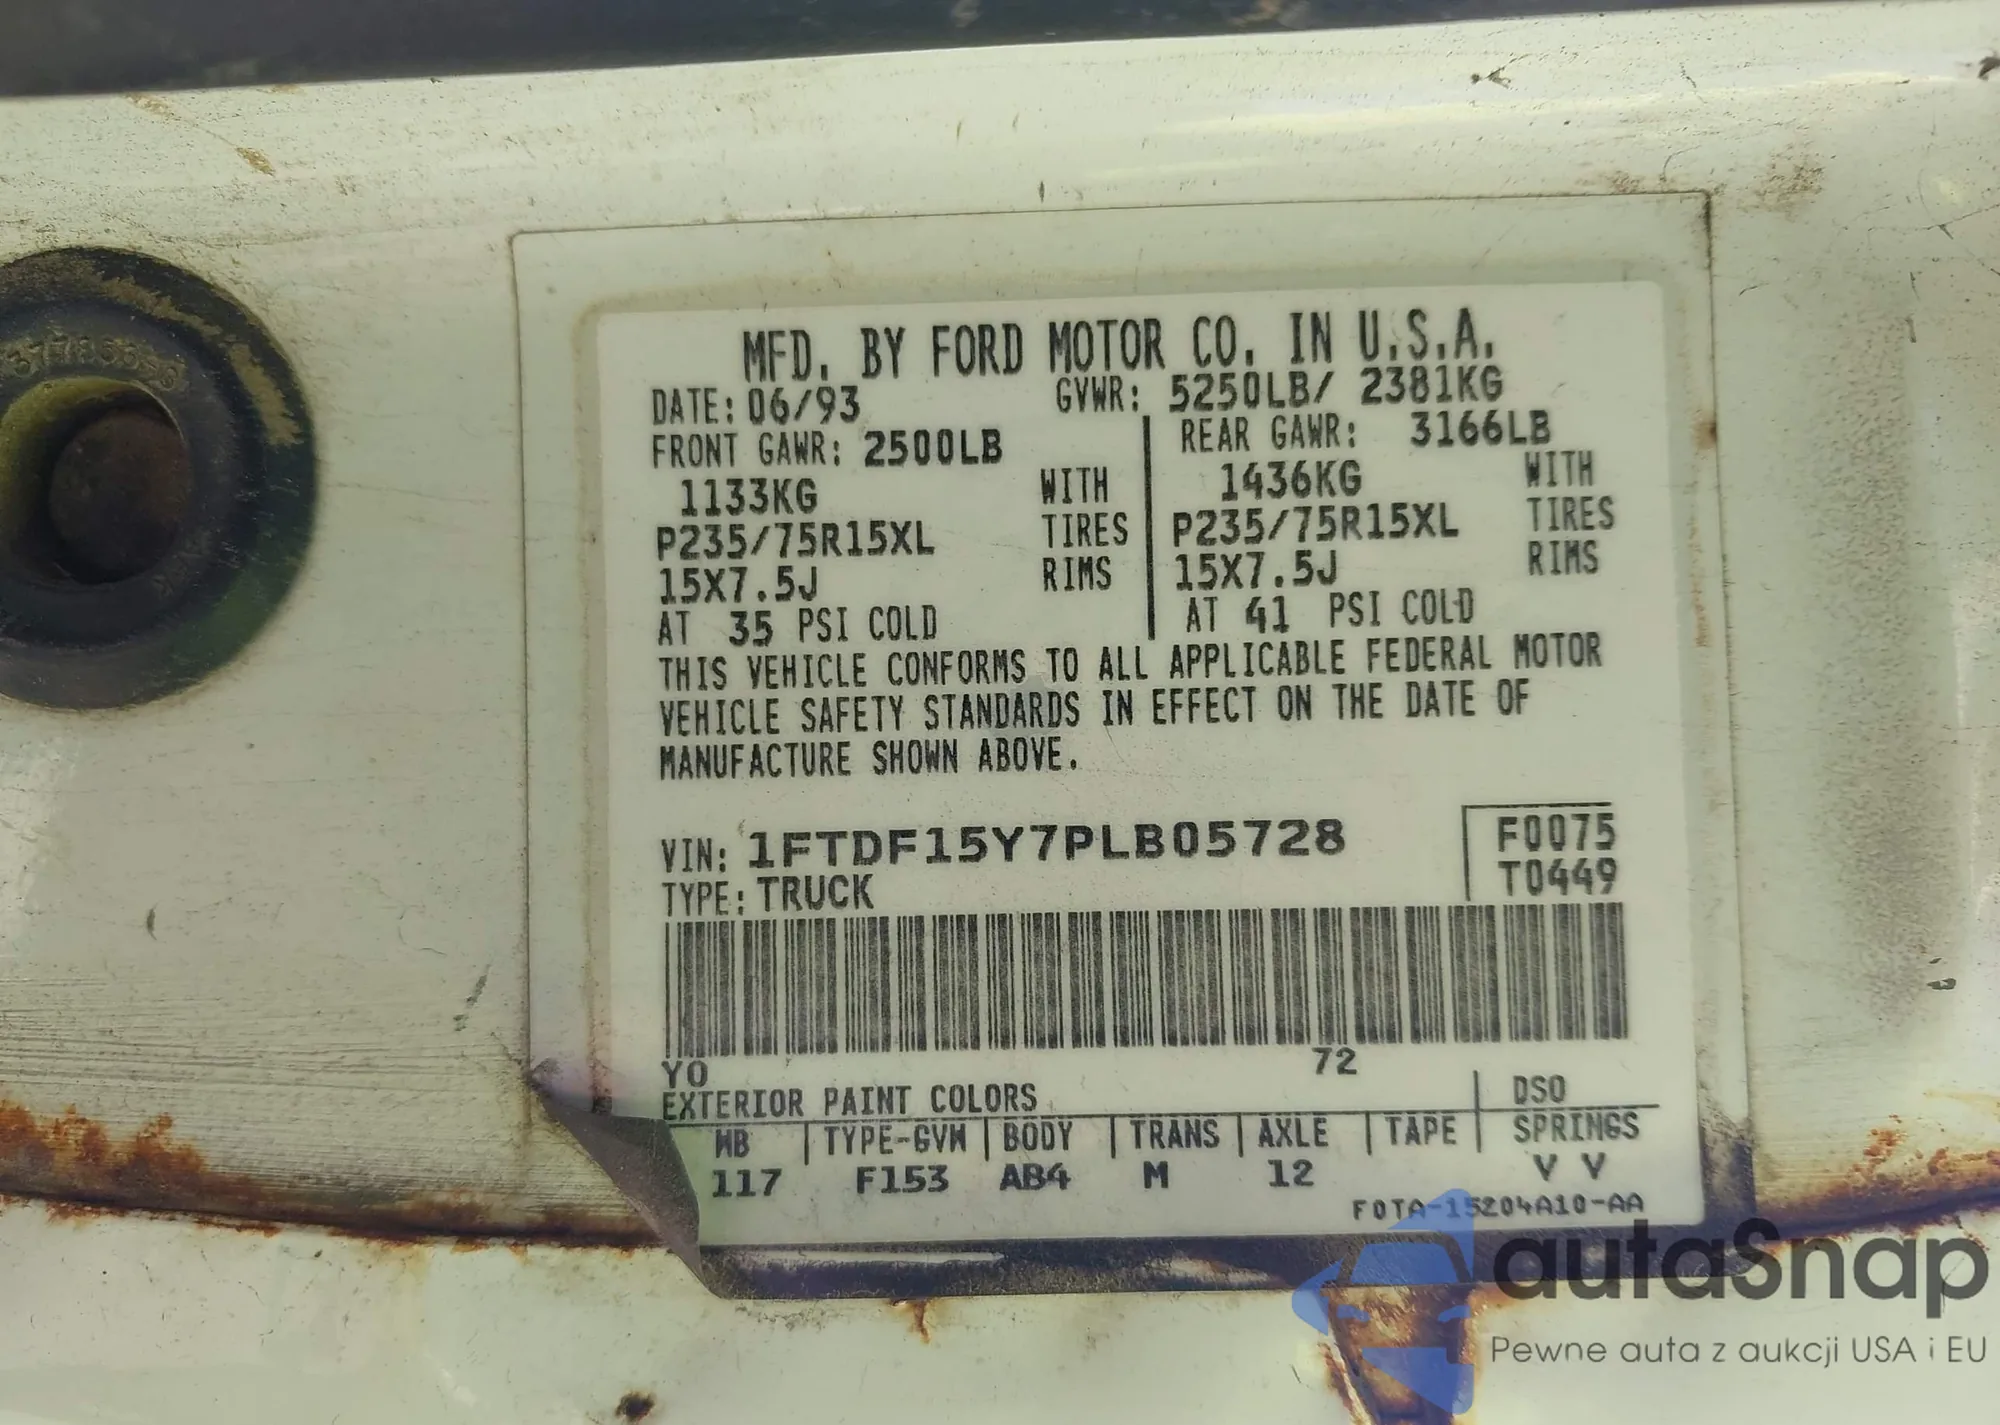 MFD. BY FORD MOTOR CO. IN U.S.A.
DATE: 06/93 GVWR: 5250LB/ 2381KG
FRONT GAWR: 2500LB REAR GAWR: 3166LB
1133KG WITH 1436KG WITH
P235/75R15XL TIRES P235/75R15XL TIRES
15X7.5J RIMS 15X7.5J RIMS
AT 35 PSI COLD AT 41 PSI COLD
THIS VEHICLE CONFORMS TO ALL APPLICABLE FEDERAL MOTOR
VEHICLE SAFETY STANDARDS IN EFFECT ON THE DATE OF
MANUFACTURE SHOWN ABOVE.
VIN: 1FTDF15Y7PLB05728 F0075
TYPE: TRUCK T0449
YO 72
EXTERIOR PAINT COLORS DSO
WB TYPE-GVW BODY TRANS AXLE TAPE SPRINGS
117 F153 AB4 M 12 V V
F0TA-15Z04A10-AA
autaSnap
Pewne auta z aukcji USA i EU